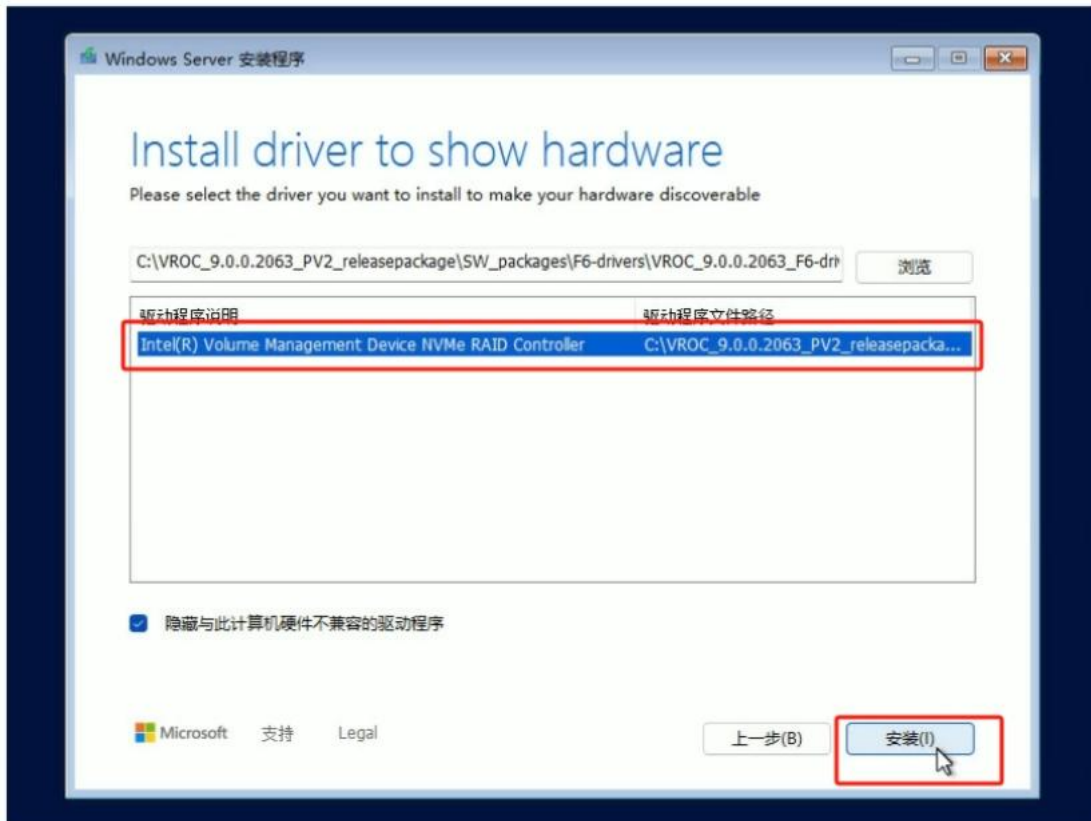 Windows Server 安装程序
Install driver to show hardware
Please select the driver you want to install to make your hardware discoverable
C:\VROC_9.0.0.2063_PV2_releasepackage\SW_packages\F6-drivers\VROC_9.0.0.2063_F6-driv
浏览
驱动程序说明 驱动程序文件路径
Intel(R) Volume Management Device NVMe RAID Controller C:\VROC_9.0.0.2063_PV2_releasepacka...
隐藏与此计算机硬件不兼容的驱动程序
Microsoft 支持 Legal 上一步(B) 安装(I)